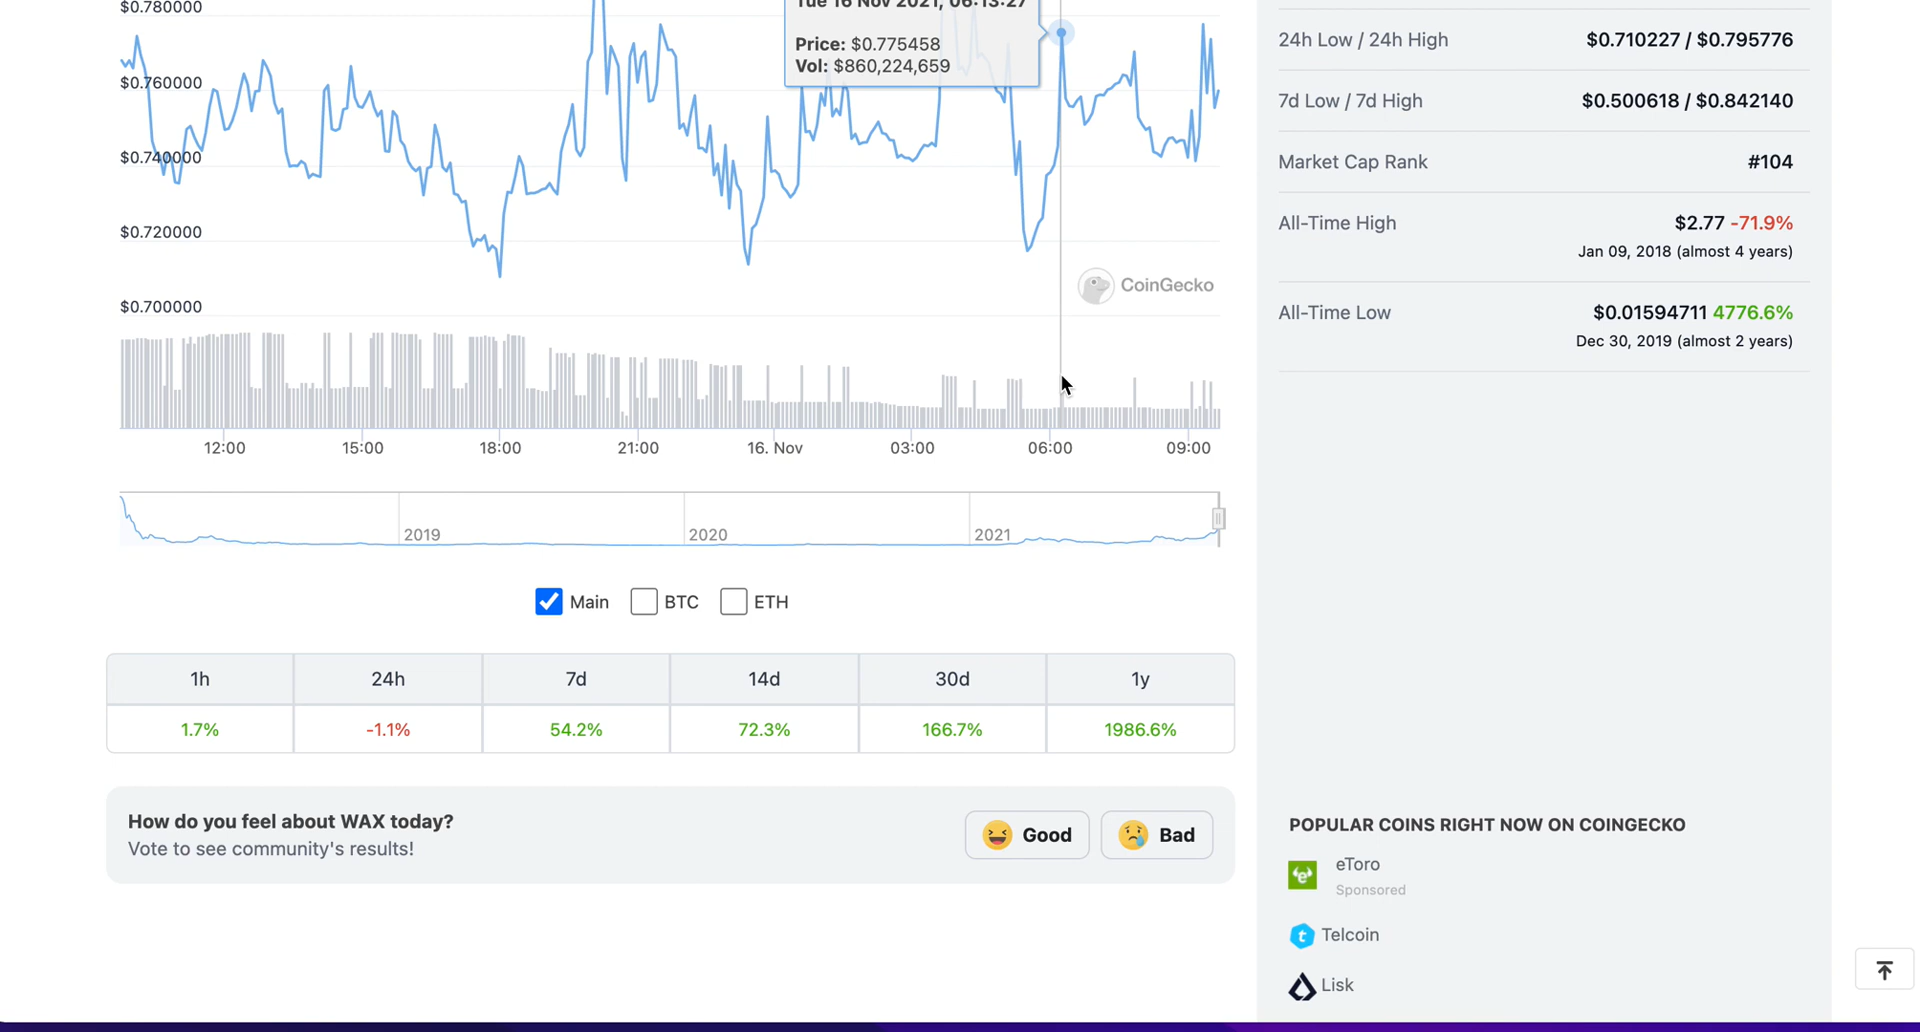 $0.780000
Tue 16 Nov 2021, 06:13:27
Price: $0.775458
Vol: $860,224,659
$0.760000
$0.740000
$0.720000
$0.700000
CoinGecko
12:00
15:00
18:00
21:00
16. Nov
03:00
06:00
09:00
2019
2020
2021
Main
BTC
ETH
1h
24h
7d
14d
30d
1y
1.7%
-1.1%
54.2%
72.3%
166.7%
1986.6%
How do you feel about WAX today?
Vote to see community's results!
Good
Bad
24h Low / 24h High
$0.710227 / $0.795776
7d Low / 7d High
$0.500618 / $0.842140
Market Cap Rank
#104
All-Time High
$2.77 -71.9%
Jan 09, 2018 (almost 4 years)
All-Time Low
$0.01594711 4776.6%
Dec 30, 2019 (almost 2 years)
POPULAR COINS RIGHT NOW ON COINGECKO
eToro
Sponsored
Telcoin
Lisk